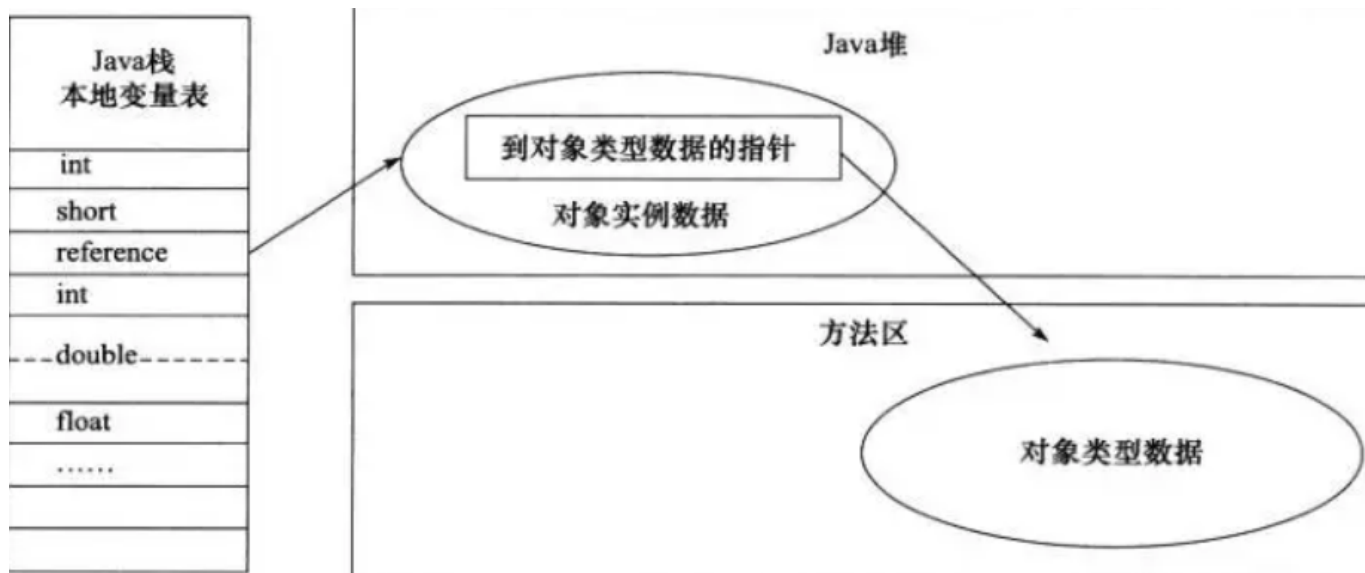 Java栈
本地变量表
int
short
reference
int
double
float
……
Java堆
到对象类型数据的指针
对象实例数据
方法区
对象类型数据